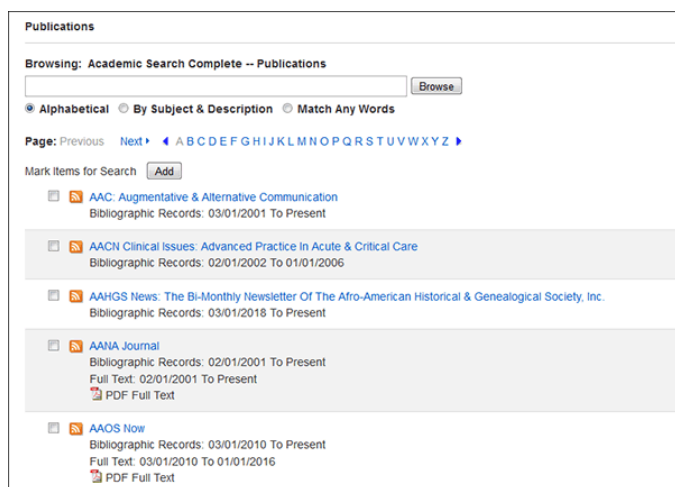 Publications
Browsing: Academic Search Complete -- Publications
Browse
Alphabetical By Subject & Description Match Any Words
Page: Previous Next A B C D E F G H I J K L M N O P Q R S T U V W X Y Z
Mark Items for Search Add
AAC: Augmentative & Alternative Communication
Bibliographic Records: 03/01/2001 To Present
AACN Clinical Issues: Advanced Practice In Acute & Critical Care
Bibliographic Records: 02/01/2002 To 01/01/2006
AAHGS News: The Bi-Monthly Newsletter Of The Afro-American Historical & Genealogical Society, Inc.
Bibliographic Records: 03/01/2018 To Present
AANA Journal
Bibliographic Records: 02/01/2001 To Present
Full Text: 02/01/2001 To Present
PDF Full Text
AAOS Now
Bibliographic Records: 03/01/2010 To Present
Full Text: 03/01/2010 To 01/01/2016
PDF Full Text